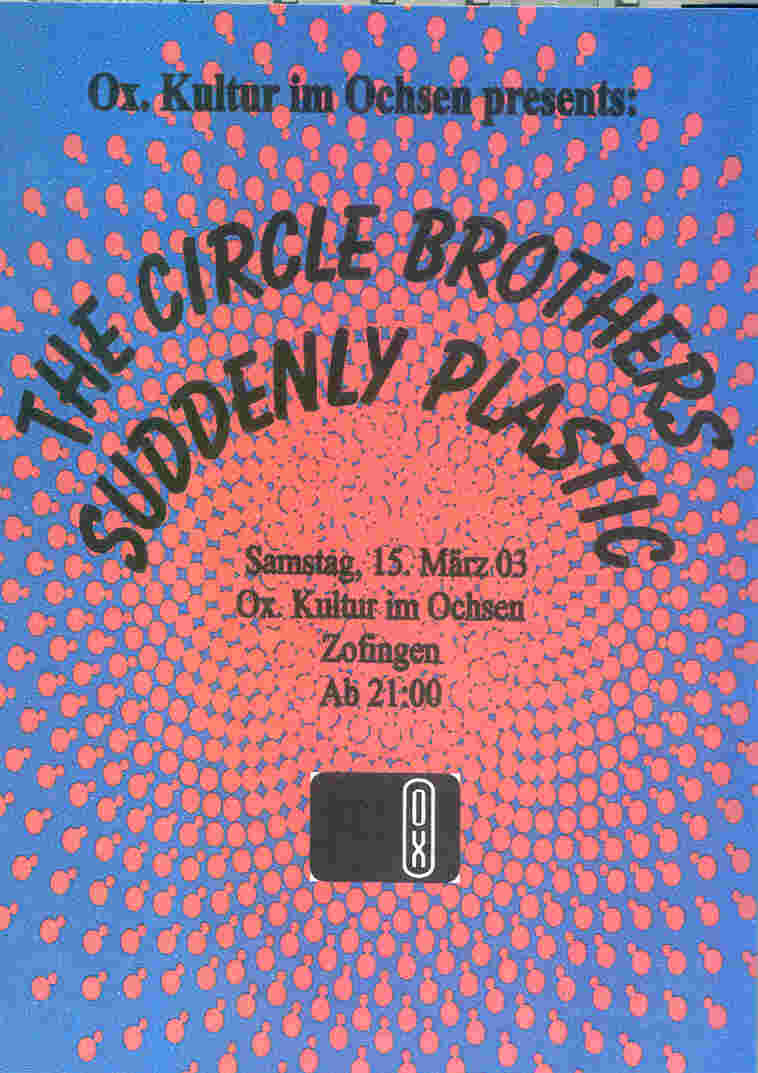 Ox. Kultur im Ochsen presents:
THE CIRCLE BROTHERS
SUDDENLY PLASTIC
Samstag, 15. März 03
Ox. Kultur im Ochsen
Zofingen
Ab 21:00
OX